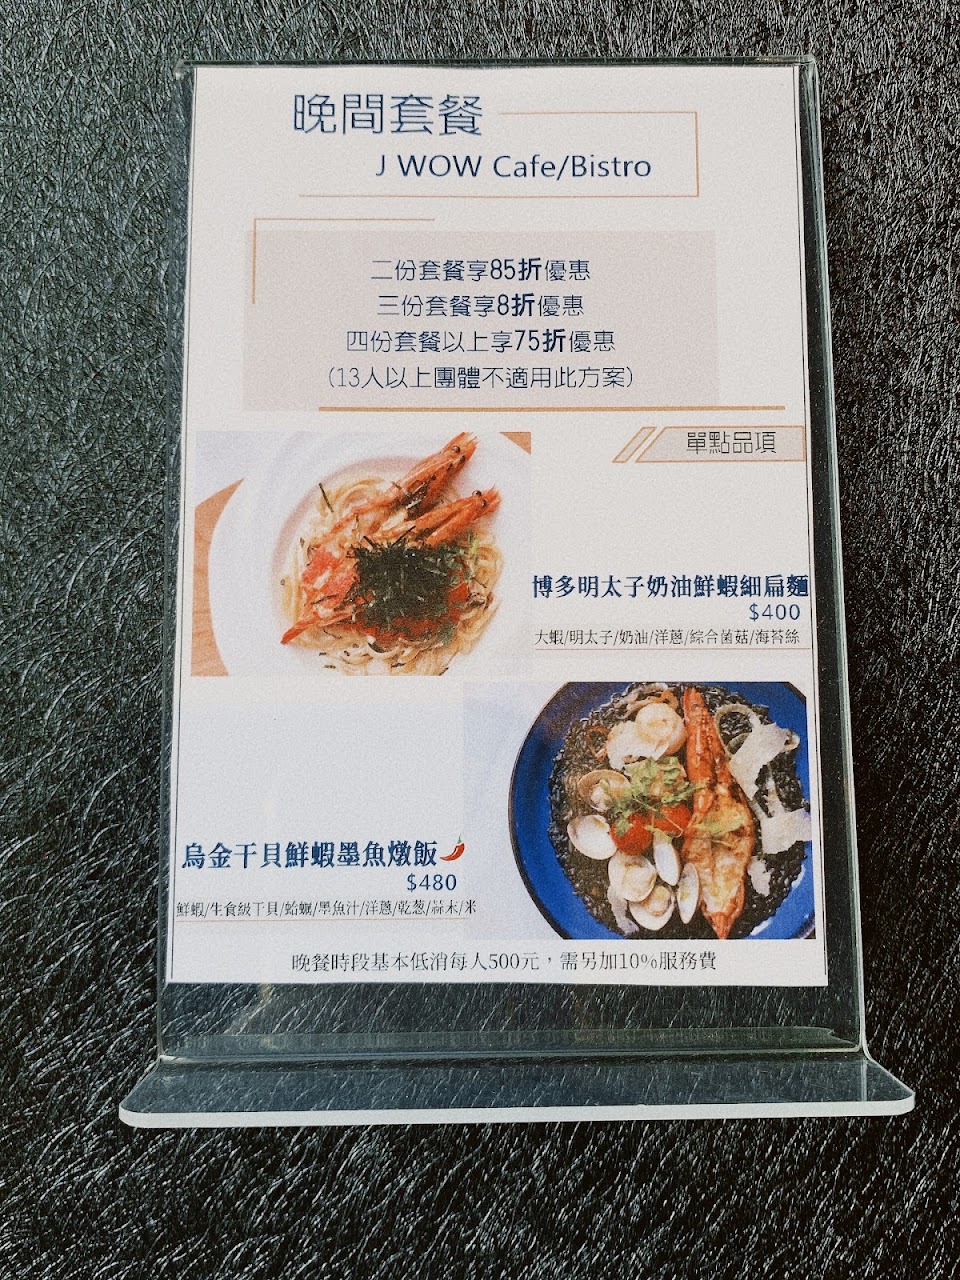 晚間套餐
J WOW Cafe/Bistro
二份套餐享85折優惠
三份套餐享8折優惠
四份套餐以上享75折優惠
(13人以上團體不適用此方案)
單點品項
博多明太子奶油鮮蝦細扁麵
$400
大蝦/明太子/奶油/洋蔥/綜合菌菇/海苔絲
烏金干貝鮮蝦墨魚燉飯
$480
鮮蝦/生食級干貝/蛤蠣/墨魚汁/洋蔥/乾葱/蒜末/米
晚餐時段基本低消每人500元，需另加10%服務費